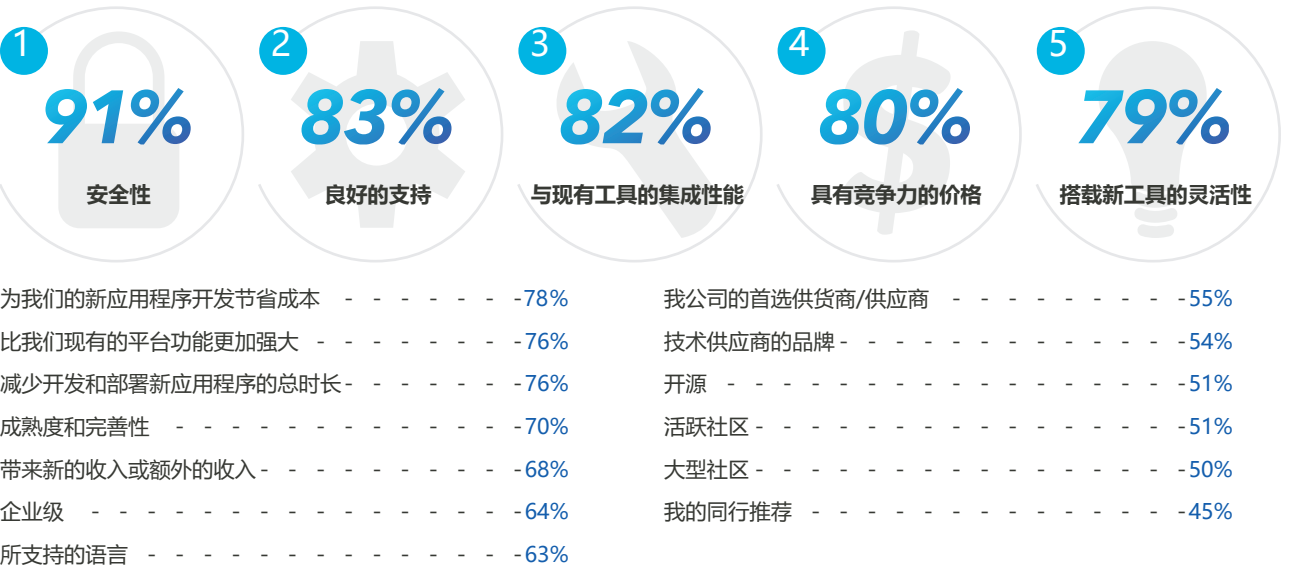 1
91%
安全性
2
83%
良好的支持
3
82%
与现有工具的集成性能
4
80%
具有竞争力的价格
5
79%
搭载新工具的灵活性
为我们的新应用程序开发节省成本 - - - - - - -78%
比我们现有的平台功能更加强大 - - - - - - - -76%
减少开发和部署新应用程序的总时长- - - - - - -76%
成熟度和完善性 - - - - - - - - - - - - -70%
带来新的收入或额外的收入- - - - - - - - - -68%
企业级 - - - - - - - - - - - - - - - -64%
所支持的语言 - - - - - - - - - - - - - -63%
我公司的首选供货商/供应商 - - - - - - - - -55%
技术供应商的品牌- - - - - - - - - - - - -54%
开源 - - - - - - - - - - - - - - - - -51%
活跃社区- - - - - - - - - - - - - - - -51%
大型社区- - - - - - - - - - - - - - - -50%
我的同行推荐 - - - - - - - - - - - - - -45%